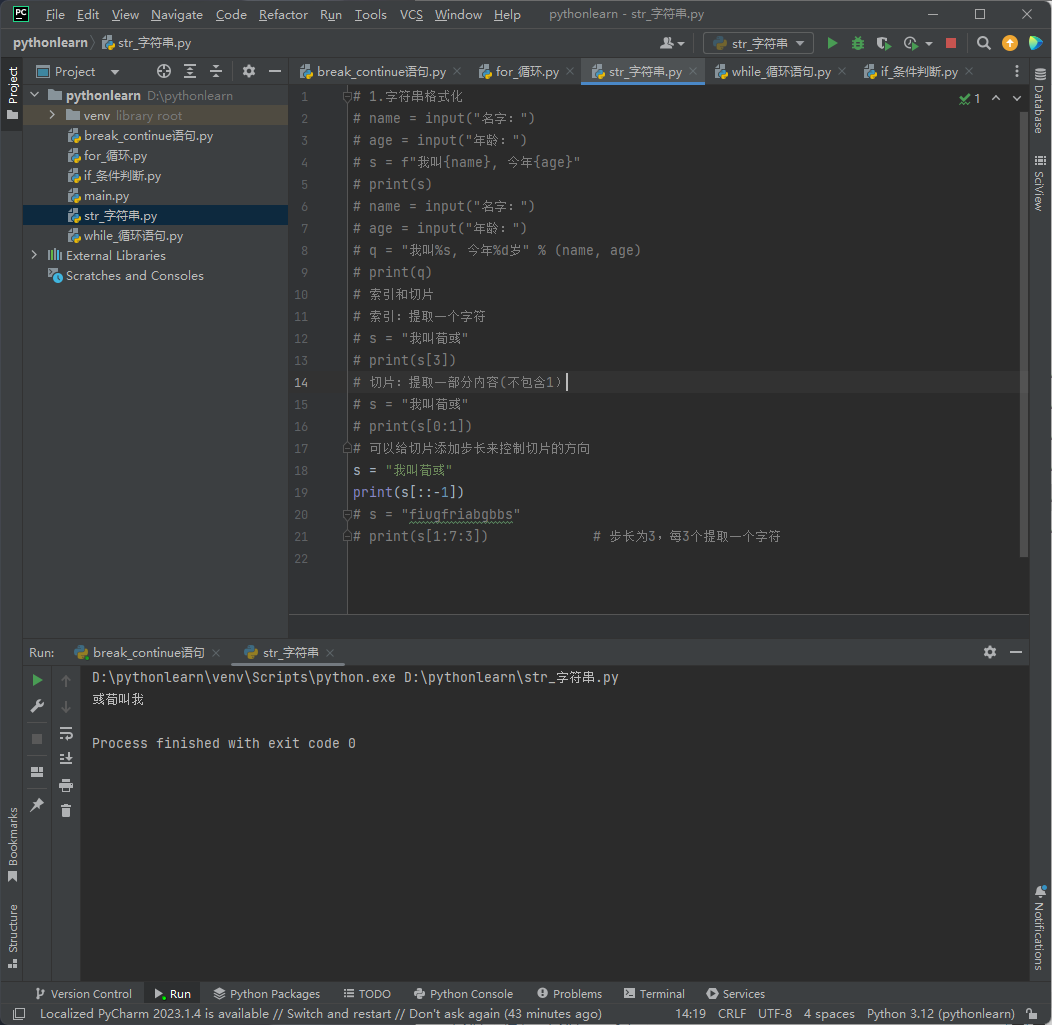 PC File Edit View Navigate Code Refactor Run Tools VCS Window Help pythonlearn - str_字符串.py
pythonlearn str_字符串.py str_字符串
Project
Project
break_continue语句.py for_循环.py str_字符串.py while_循环语句.py if_条件判断.py
pythonlearn D:\pythonlearn
venv library root
break_continue语句.py
for_循环.py
if_条件判断.py
main.py
str_字符串.py
while_循环语句.py
External Libraries
Scratches and Consoles
1 # 1.字符串格式化
2 # name = input("名字: ")
3 # age = input("年龄: ")
4 # s = f"我叫{name}, 今年{age}"
5 # print(s)
6 # name = input("名字: ")
7 # age = input("年龄: ")
8 # q = "我叫%s, 今年%d岁" % (name, age)
9 # print(q)
10 # 索引和切片
11 # 索引: 提取一个字符
12 # s = "我叫荀彧"
13 # print(s[3])
14 # 切片: 提取一部分内容(不包含1）
15 # s = "我叫荀彧"
16 # print(s[0:1])
17 # 可以给切片添加步长来控制切片的方向
18 s = "我叫荀彧"
19 print(s[::-1])
20 # s = "fiugfriabgbbs"
21 # print(s[1:7:3]) # 步长为3，每3个提取一个字符
22
1
Database
SciView
Notifications
Run: break_continue语句 str_字符串
D:\pythonlearn\venv\Scripts\python.exe D:\pythonlearn\str_字符串.py
彧荀叫我
Process finished with exit code 0
Bookmarks
Structure
Version Control Run Python Packages TODO Python Console Problems Terminal Services
Localized PyCharm 2023.1.4 is available // Switch and restart // Don't ask again (43 minutes ago) 14:19 CRLF UTF-8 4 spaces Python 3.12 (pythonlearn)